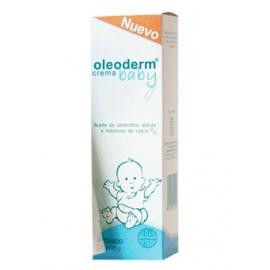 Nuevo
oleoderm®
crema baby
Aceite de almendras dulces
e hidróxido de calcio